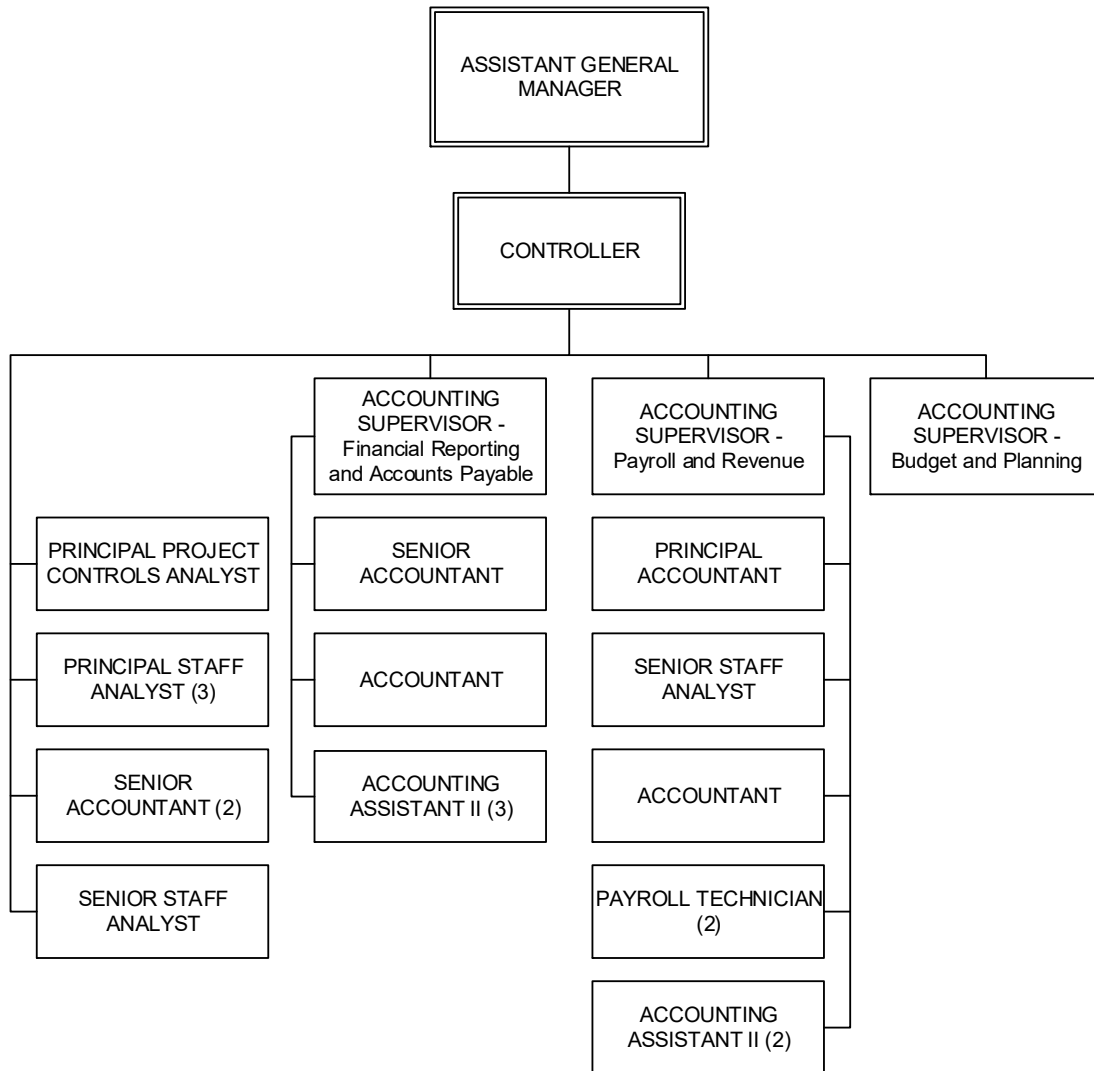 ASSISTANT GENERAL
MANAGER
CONTROLLER
ACCOUNTING
SUPERVISOR -
Financial Reporting
and Accounts Payable
ACCOUNTING
SUPERVISOR -
Payroll and Revenue
ACCOUNTING
SUPERVISOR -
Budget and Planning
PRINCIPAL PROJECT
CONTROLS ANALYST
SENIOR
ACCOUNTANT
PRINCIPAL
ACCOUNTANT
PRINCIPAL STAFF
ANALYST (3)
ACCOUNTANT
SENIOR STAFF
ANALYST
SENIOR
ACCOUNTANT (2)
ACCOUNTING
ASSISTANT II (3)
ACCOUNTANT
SENIOR STAFF
ANALYST
PAYROLL TECHNICIAN
(2)
ACCOUNTING
ASSISTANT II (2)